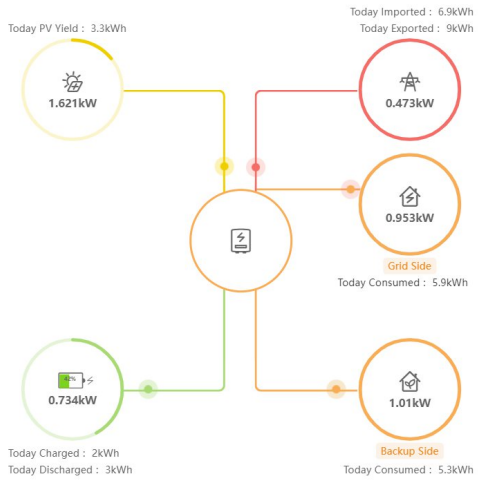 Today Imported : 6.9kWh
Today PV Yield : 3.3kWh
Today Exported : 9kWh
1.621kW
0.473kW
0.953kW
Grid Side
Today Consumed : 5.9kWh
42%
0.734kW
1.01kW
Backup Side
Today Charged : 2kWh
Today Discharged : 3kWh
Today Consumed : 5.3kWh